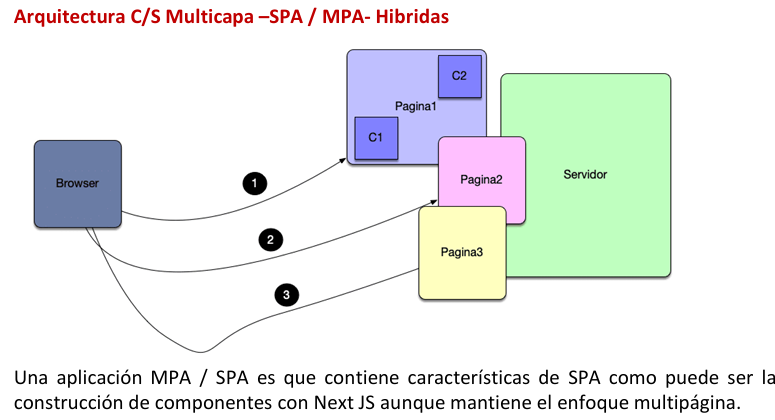 Arquitectura C/S Multicapa –SPA / MPA- Hibridas
C2
Pagina1
C1
Browser
1
Pagina2
Servidor
2
Pagina3
3
Una aplicación MPA / SPA es que contiene características de SPA como puede ser la
construcción de componentes con Next JS aunque mantiene el enfoque multipágina.